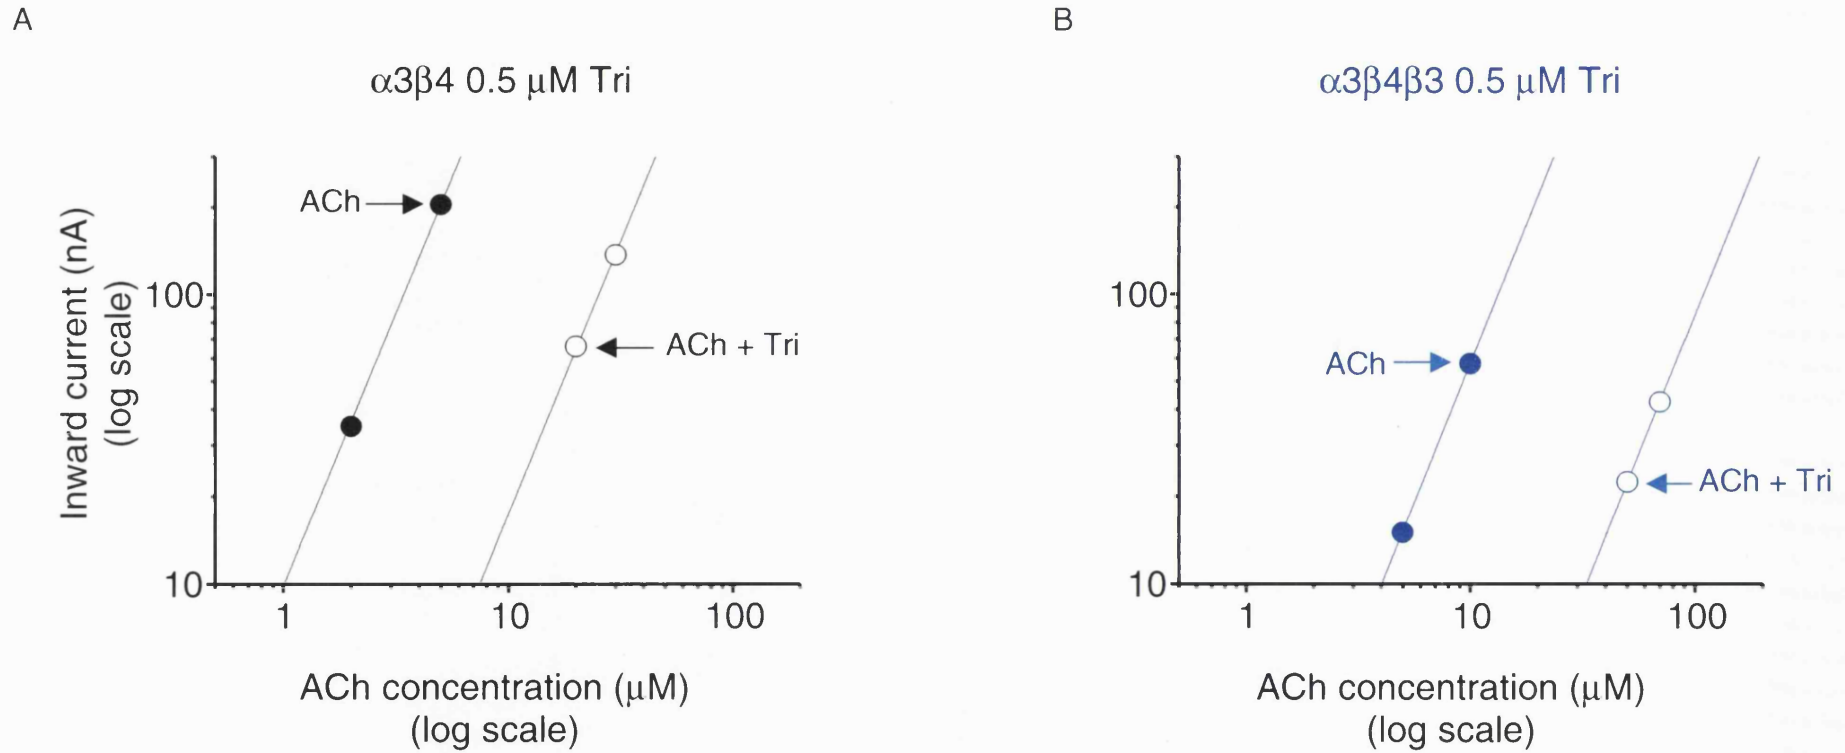 A
α3β4 0.5 μM Tri
Inward current (nA)
(log scale)
100
10
ACh
ACh + Tri
1 10 100
ACh concentration (μM)
(log scale)
B
α3β4β3 0.5 μM Tri
100
10
ACh
ACh + Tri
1 10 100
ACh concentration (μM)
(log scale)